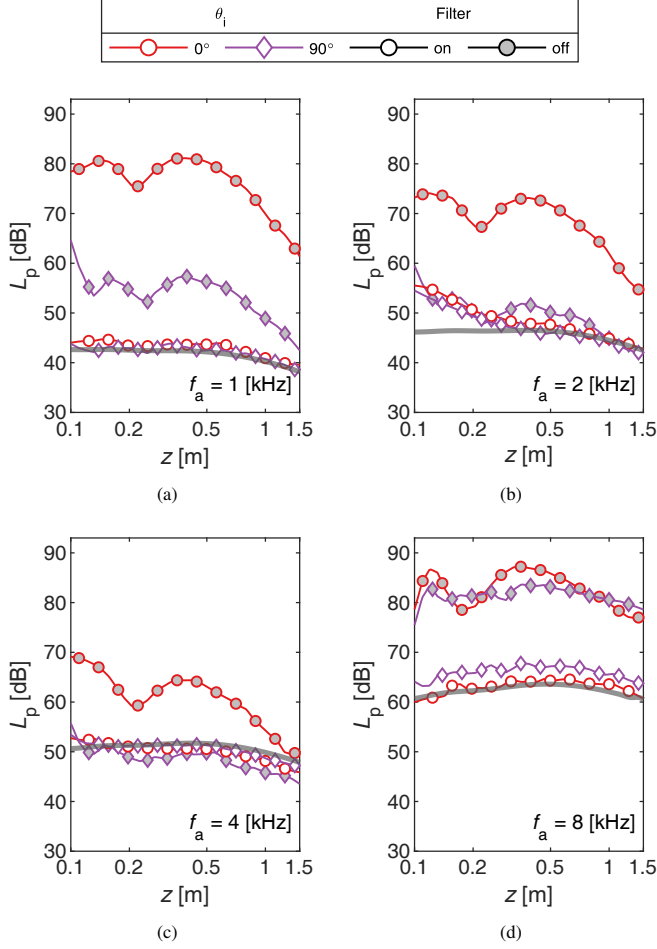 θi Filter
0° 90° on off
90
80
70
60
50
40
30
Lp [dB]
fa = 1 [kHz]
0.1 0.2 0.5 1 1.5
z [m]
(a)
90
80
70
60
50
40
30
Lp [dB]
fa = 2 [kHz]
0.1 0.2 0.5 1 1.5
z [m]
(b)
90
80
70
60
50
40
30
Lp [dB]
fa = 4 [kHz]
0.1 0.2 0.5 1 1.5
z [m]
(c)
90
80
70
60
50
40
30
Lp [dB]
fa = 8 [kHz]
0.1 0.2 0.5 1 1.5
z [m]
(d)